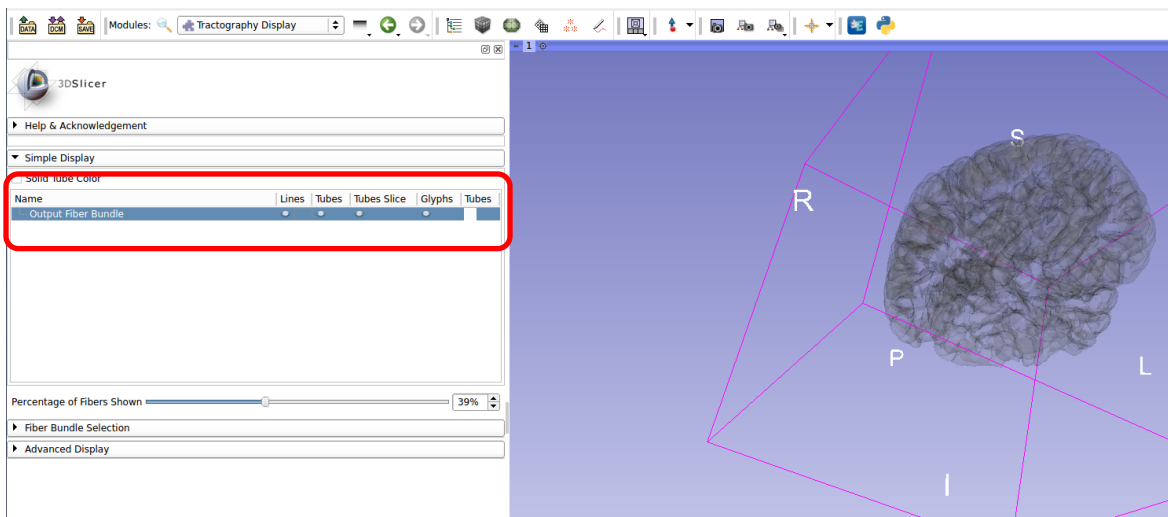 DATA DCM SAVE Modules: Tractography Display
1
3DSlicer
Help & Acknowledgement
Simple Display
Solid Tube Color
Name Lines Tubes Tubes Slice Glyphs Tubes
Output Fiber Bundle
Percentage of Fibers Shown 39%
Fiber Bundle Selection
Advanced Display
S
R
P
L
I